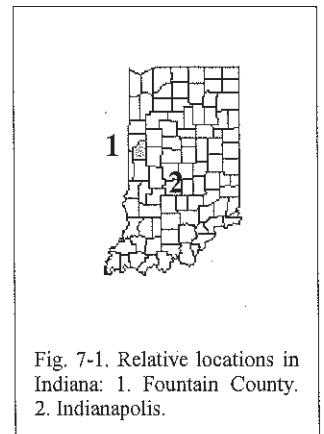 1
2
Fig. 7-1. Relative locations in
Indiana: 1. Fountain County.
2. Indianapolis.